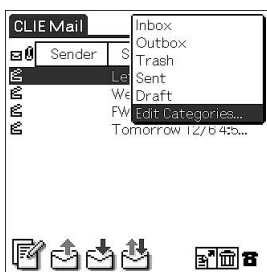 CLIE Mail
Inbox
Outbox
Trash
Sent
Draft
Edit Categories...
Sender
S
Le
We
FW
Tomorrow 12/6 4:5...